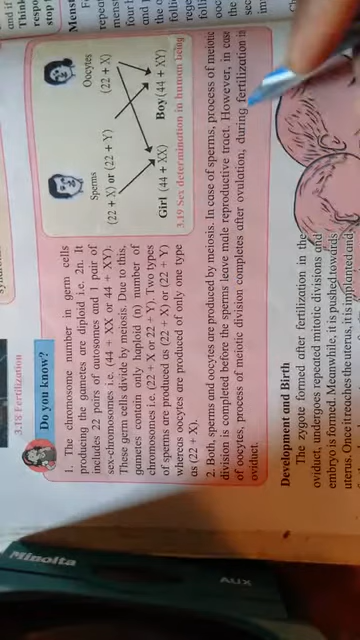 3.18 Fertilization
Do you know?
1. The chromosome number in germ cells
producing the gametes are diploid i.e. 2n. It
includes 22 pairs of autosomes and 1 pair of
sex-chromosomes i.e. (44 + XX or 44 + XY).
These germ cells divide by meiosis. Due to this,
gametes contain only haploid (n) number of
chromosomes i.e. (22 + X or 22 + Y). Two types
of sperms are produced as (22 + X) or (22 + Y)
whereas oocytes are produced of only one type
as (22 + X).
Sperms
(22 + X) or (22 + Y)
Oocytes
(22 + X)
Girl (44 + XX)
Boy (44 + XY)
3.19 Sex determination in human being
2. Both, sperms and oocytes are produced by meiosis. In case of sperms, process of meiotic
division is completed before the sperms leave male reproductive tract. However, in case
of oocytes, process of meiotic division completes after ovulation, during fertilization in
oviduct.
Development and Birth
The zygote formed after fertilization in the
oviduct, undergoes repeated mitotic divisions and
embryo is formed. Meanwhile, it is pushed towards
uterus. Once it reaches the uterus, it is implanted and
Minolta
AUX